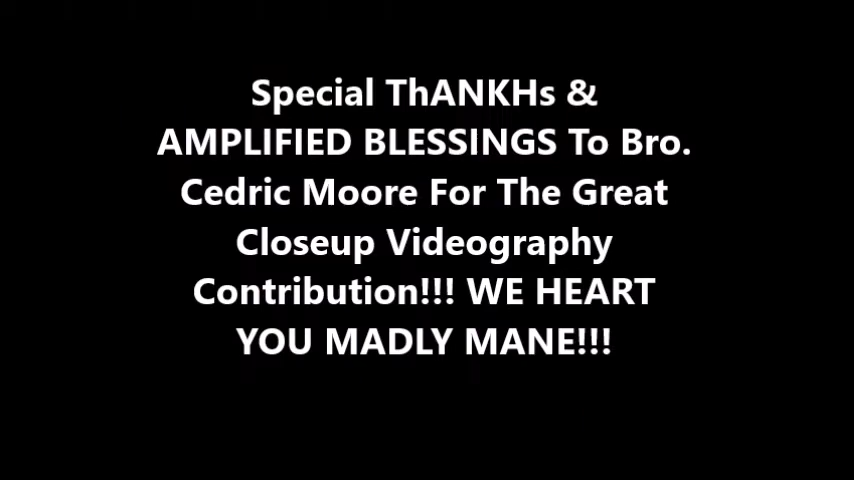 Special ThANKHs &
AMPLIFIED BLESSINGS To Bro.
Cedric Moore For The Great
Closeup Videography
Contribution!!! WE HEART
YOU MADLY MANE!!!